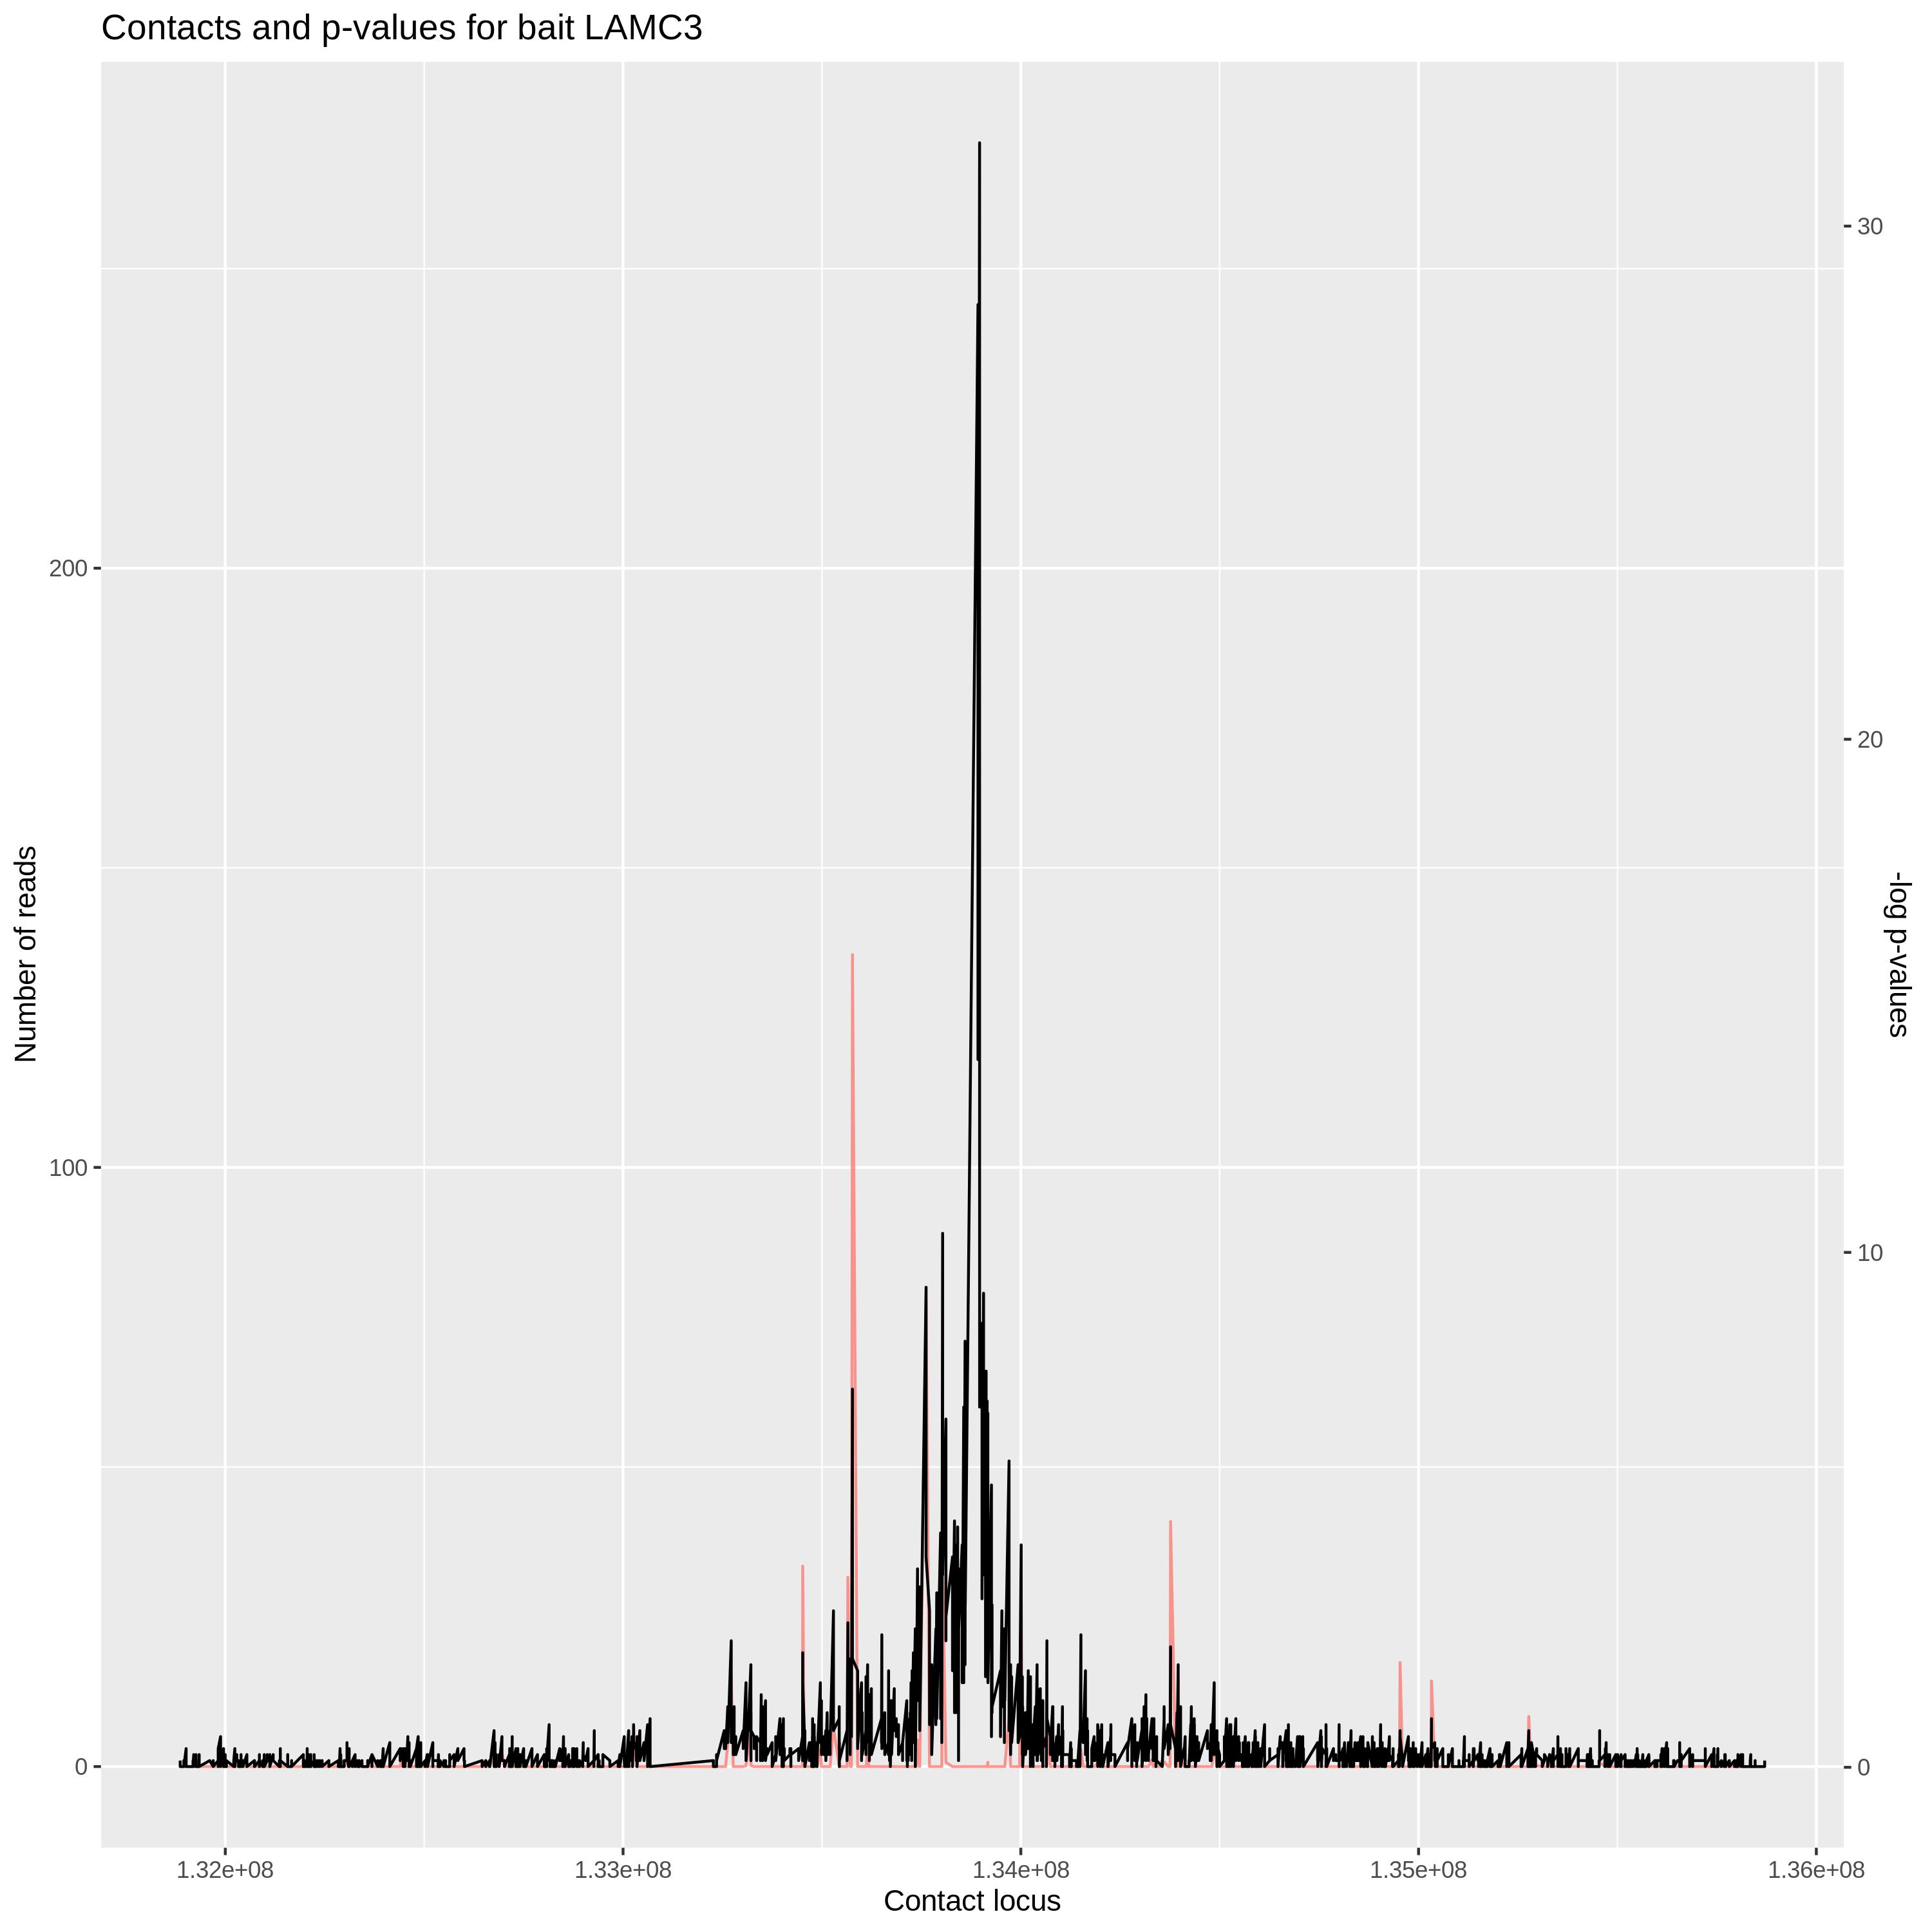 Contacts and p-values for bait LAMC3
30
200
20
Number of reads
-log p-values
100
10
0
0
1.32e+08
1.33e+08
1.34e+08
1.35e+08
1.36e+08
Contact locus